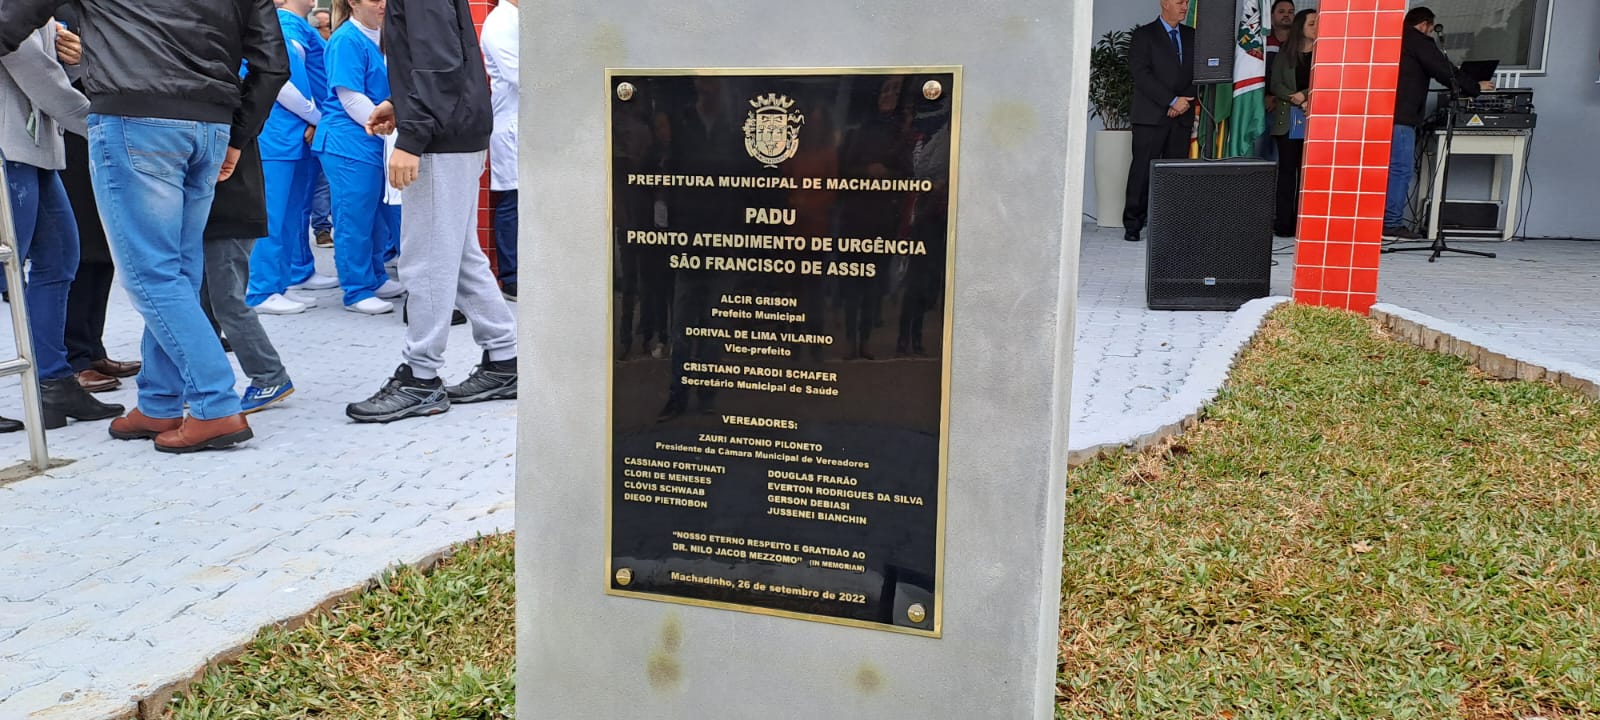 PREFEITURA MUNICIPAL DE MACHADINHO
PADU
PRONTO ATENDIMENTO DE URGÊNCIA
SÃO FRANCISCO DE ASSIS
ALCIR GRISON
Prefeito Municipal
DORIVAL DE LIMA VILARINO
Vice-prefeito
CRISTIANO PARODI SCHAFER
Secretário Municipal de Saúde
VEREADORES:
ZAURI ANTONIO PILONETO
Presidente da Câmara Municipal de Vereadores
CASSIANO FORTUNATI
CLORI DE MENESES
CLÓVIS SCHWAAB
DIEGO PIETROBON
DOUGLAS FRARÃO
EVERTON RODRIGUES DA SILVA
GERSON DEBIASI
JUSSENEI BIANCHIN
"NOSSO ETERNO RESPEITO E GRATIDÃO AO
DR. NILO JACOB MEZZOMO" (IN MEMORIAN)
Machadinho, 26 de setembro de 2022